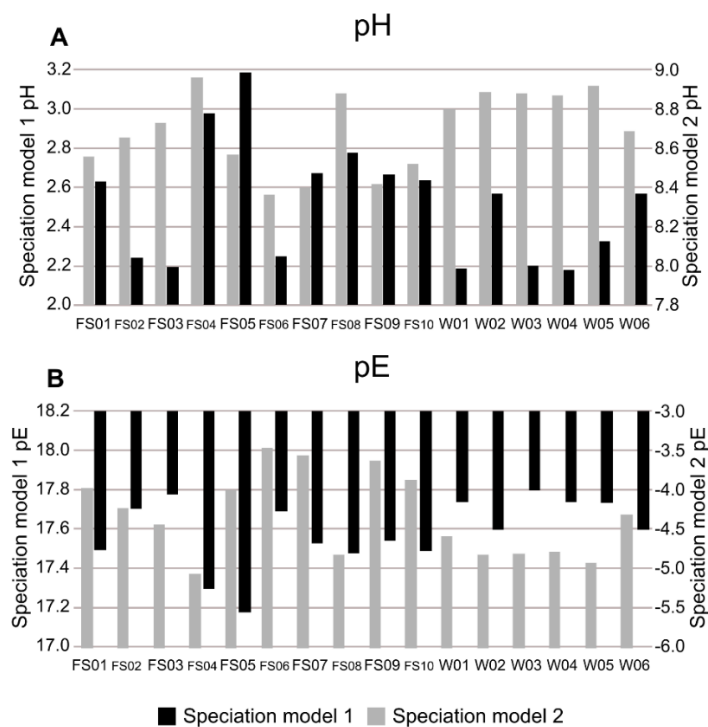 A
pH
Speciation model 1 pH
3.2
3.0
2.8
2.6
2.4
2.2
2.0
9.0
8.8
8.6
8.4
8.2
8.0
7.8
Speciation model 2 pH
FS01 FS02 FS03 FS04 FS05 FS06 FS07 FS08 FS09 FS10 W01 W02 W03 W04 W05 W06
B
pE
Speciation model 1 pE
18.2
18.0
17.8
17.6
17.4
17.2
17.0
-3.0
-3.5
-4.0
-4.5
-5.0
-5.5
-6.0
Speciation model 2 pE
FS01 FS02 FS03 FS04 FS05 FS06 FS07 FS08 FS09 FS10 W01 W02 W03 W04 W05 W06
Speciation model 1 Speciation model 2